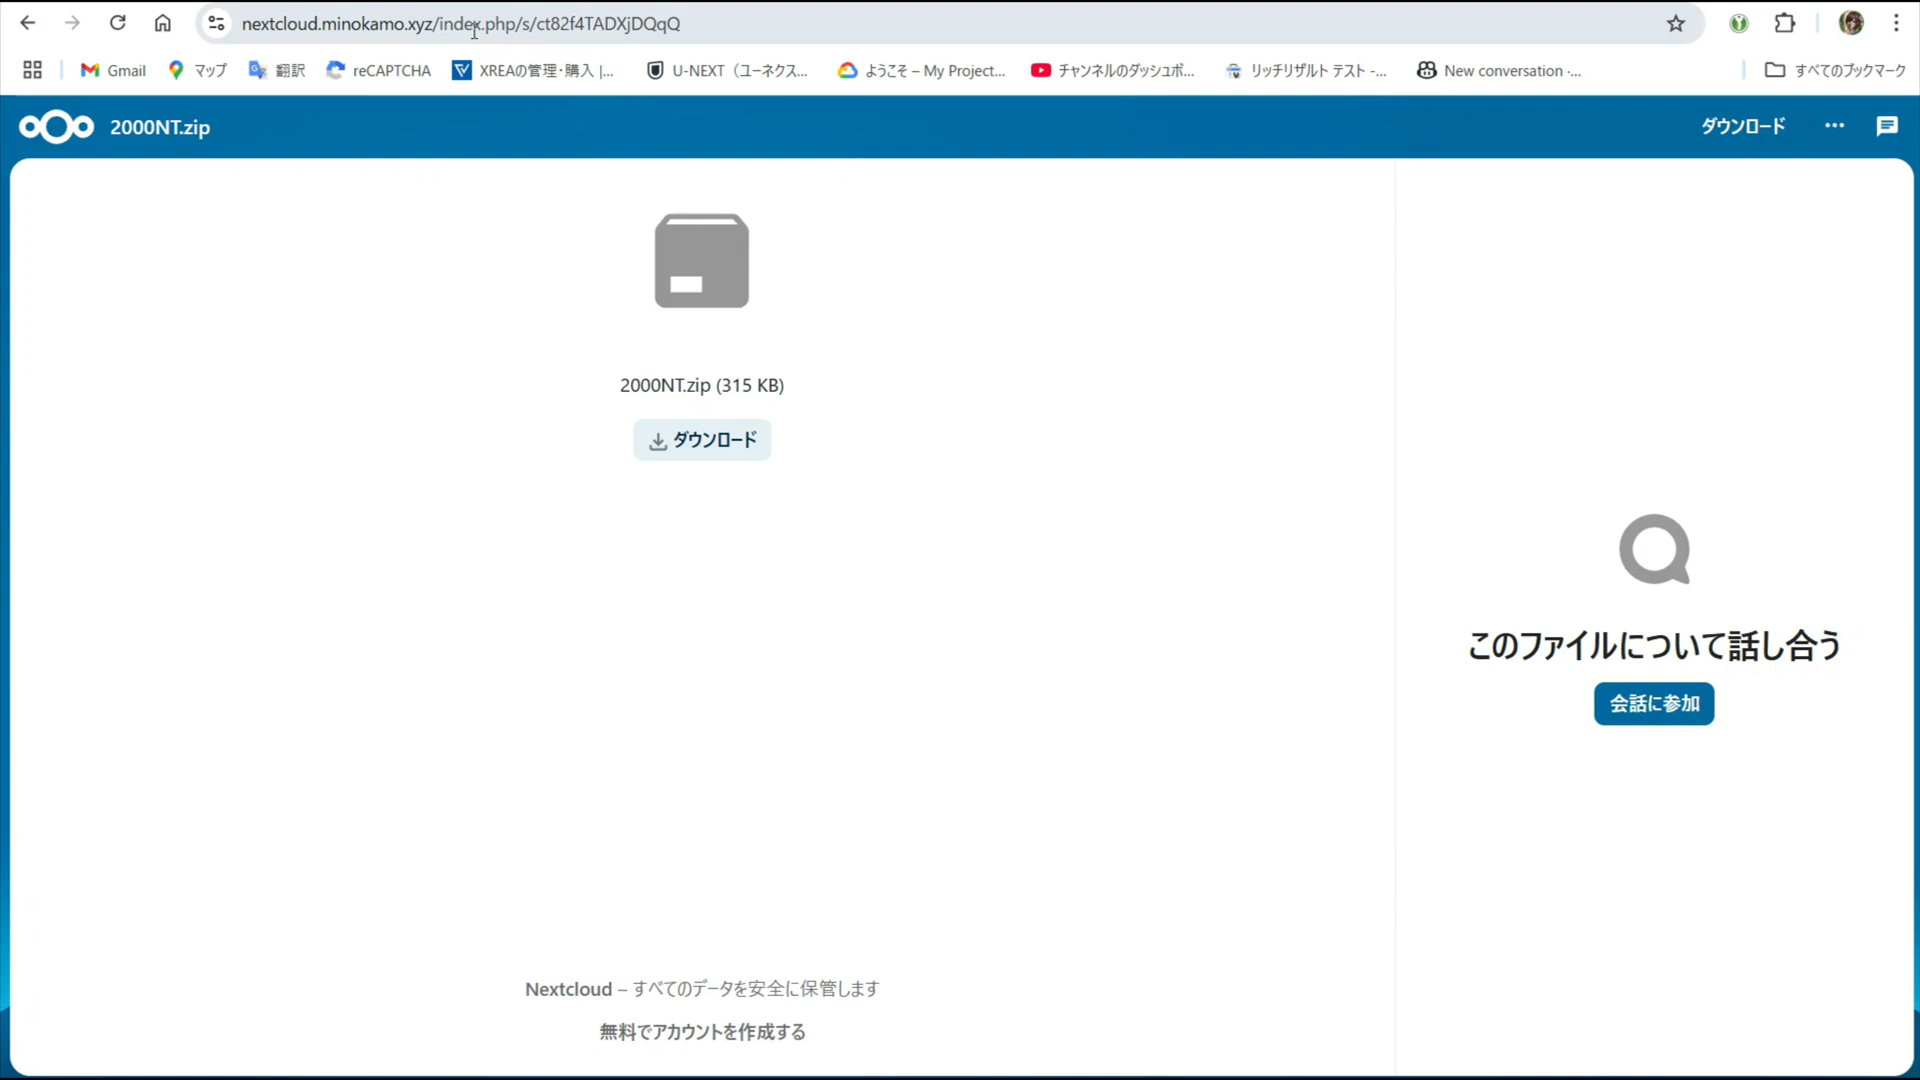 nextcloud.minokamo.xyz/index.php/s/ct82f4TADXjDQqQ
Gmail
マップ
翻訳
reCAPTCHA
XREAの管理・購入 |...
U-NEXT（ユーネクス...
ようこそ – My Project...
チャンネルのダッシュボ...
リッチリザルト テスト -...
New conversation ·...
すべてのブックマーク
2000NT.zip
ダウンロード
2000NT.zip (315 KB)
ダウンロード
このファイルについて話し合う
会話に参加
Nextcloud – すべてのデータを安全に保管します
無料でアカウントを作成する